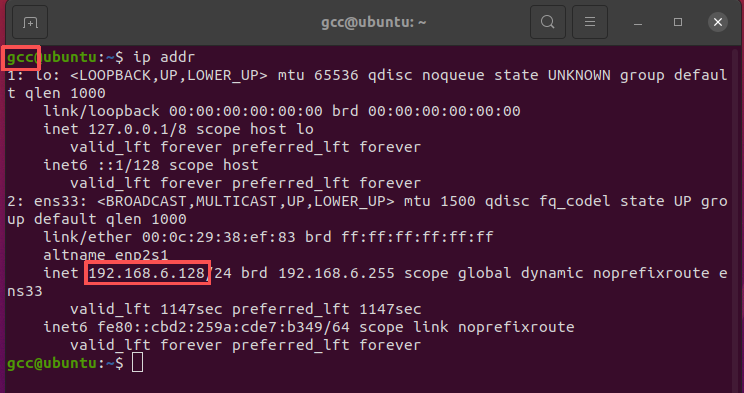 gcc@ubuntu: ~
gcc@ubuntu:~$ ip addr
1: lo: <LOOPBACK,UP,LOWER_UP> mtu 65536 qdisc noqueue state UNKNOWN group defaul
t qlen 1000
    link/loopback 00:00:00:00:00:00 brd 00:00:00:00:00:00
    inet 127.0.0.1/8 scope host lo
       valid_lft forever preferred_lft forever
    inet6 ::1/128 scope host
       valid_lft forever preferred_lft forever
2: ens33: <BROADCAST,MULTICAST,UP,LOWER_UP> mtu 1500 qdisc fq_codel state UP gro
up default qlen 1000
    link/ether 00:0c:29:38:ef:83 brd ff:ff:ff:ff:ff:ff
    altname enp2s1
    inet 192.168.6.128/24 brd 192.168.6.255 scope global dynamic noprefixroute e
ns33
       valid_lft 1147sec preferred_lft 1147sec
    inet6 fe80::cbd2:259a:cde7:b349/64 scope link noprefixroute
       valid_lft forever preferred_lft forever
gcc@ubuntu:~$